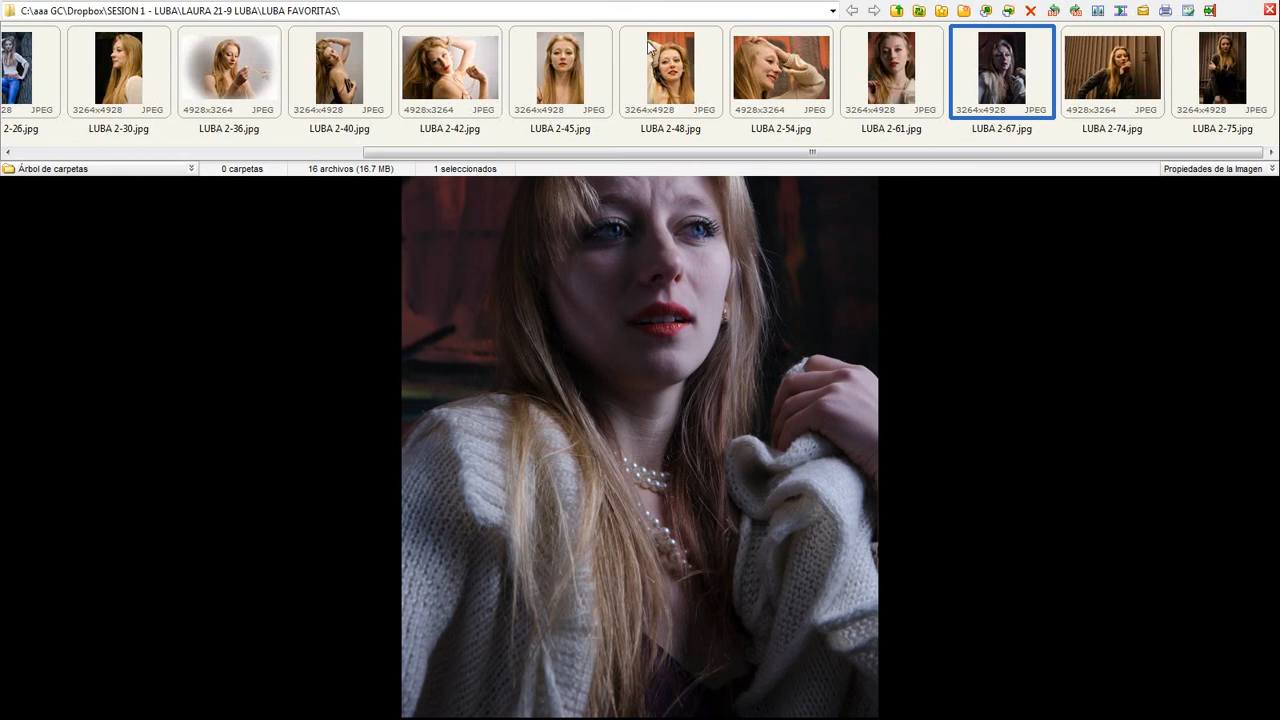 C:\aaa GC\Dropbox\SESION 1 - LUBA\LAURA 21-9 LUBA\LUBA FAVORITAS\
28 JPEG 3264x4928 JPEG 4928x3264 JPEG 3264x4928 JPEG 4928x3264 JPEG 3264x4928 JPEG 3264x4928 JPEG 4928x3264 JPEG 3264x4928 JPEG 3264x4928 JPEG 4928x3264 JPEG 3264x4928 JPEG
2-26.jpg LUBA 2-30.jpg LUBA 2-36.jpg LUBA 2-40.jpg LUBA 2-42.jpg LUBA 2-45.jpg LUBA 2-48.jpg LUBA 2-54.jpg LUBA 2-61.jpg LUBA 2-67.jpg LUBA 2-74.jpg LUBA 2-75.jpg
Árbol de carpetas 0 carpetas 16 archivos (16.7 MB) 1 seleccionados Propiedades de la Imagen